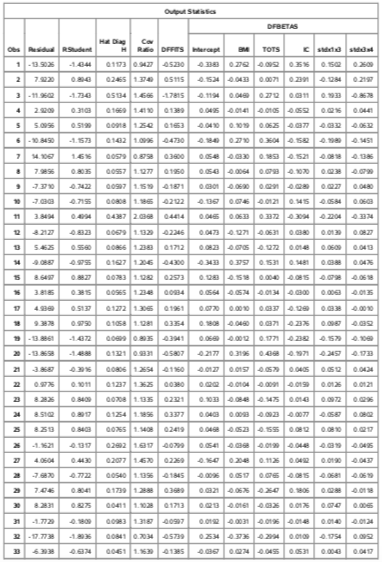 Output Statistics
DFBETAS
Obs Residual RStudent Hat Diag H Cov Ratio DFFITS Intercept BMI TOTS IC stdx1x3 stdx3x4
1 -13.5026 -1.4344 0.1173 0.9427 -0.5230 -0.3383 0.2762 -0.0952 0.3516 0.1502 0.2609
2 7.9220 0.8943 0.2465 1.3749 0.5115 -0.1524 -0.0433 0.0071 0.2391 -0.1284 0.2197
3 -11.9602 -1.7343 0.5134 1.4566 -1.7815 -0.1194 0.0469 0.2712 0.0311 0.1933 -0.8678
4 2.9209 0.3103 0.1669 1.4110 0.1389 0.0495 -0.0141 -0.0105 -0.0552 0.0216 0.0441
5 5.0956 0.5199 0.0918 1.2542 0.1653 -0.0410 0.1019 0.0625 -0.0377 -0.0332 -0.0632
6 -10.8450 -1.1573 0.1432 1.0996 -0.4730 -0.1849 0.2710 0.3604 -0.1582 -0.1989 -0.1451
7 14.1067 1.4516 0.0579 0.8758 0.3600 0.0548 -0.0330 0.1853 -0.1521 -0.0818 -0.1386
8 7.9856 0.8035 0.0557 1.1277 0.1950 0.0543 -0.0064 0.0793 -0.1070 0.0238 -0.0799
9 -7.3710 -0.7422 0.0597 1.1519 -0.1871 0.0301 -0.0690 0.0291 -0.0289 0.0227 0.0480
10 -7.0303 -0.7155 0.0808 1.1865 -0.2122 -0.1367 0.0746 -0.0121 0.1415 -0.0584 0.0603
11 3.8494 0.4994 0.4387 2.0368 0.4414 0.0465 0.0633 0.3372 -0.3094 -0.2204 -0.3374
12 -8.2127 -0.8323 0.0679 1.1329 -0.2246 0.0473 -0.1271 -0.0631 0.0380 0.0139 0.0827
13 5.4625 0.5560 0.0866 1.2383 0.1712 0.0823 -0.0705 -0.1272 0.0148 0.0609 0.0413
14 -9.0887 -0.9755 0.1627 1.2045 -0.4300 -0.3433 0.3757 0.1531 0.1481 0.0388 0.0476
15 8.6497 0.8827 0.0783 1.1282 0.2573 0.1283 -0.1518 0.0040 -0.0815 -0.0798 -0.0618
16 3.8185 0.3815 0.0565 1.2348 0.0934 0.0564 -0.0574 -0.0134 -0.0300 0.0063 -0.0135
17 4.9369 0.5137 0.1272 1.3065 0.1961 0.0770 0.0010 0.0337 -0.1269 0.0338 -0.0010
18 9.3878 0.9750 0.1058 1.1281 0.3354 0.1808 -0.0460 0.0371 -0.2376 0.0987 -0.0352
19 -13.8861 -1.4372 0.0699 0.8935 -0.3941 0.0669 -0.0012 0.1771 -0.2382 -0.1579 -0.1069
20 -13.8658 -1.4888 0.1321 0.9331 -0.5807 -0.2177 0.3196 0.4368 -0.1971 -0.2457 -0.1733
21 -3.8687 -0.3916 0.0806 1.2654 -0.1160 -0.0127 0.0157 -0.0579 0.0405 0.0512 0.0424
22 0.9776 0.1011 0.1237 1.3625 0.0380 0.0202 -0.0104 -0.0091 -0.0159 0.0126 0.0121
23 8.2826 0.8409 0.0708 1.1335 0.2321 0.1033 -0.0848 -0.1475 0.0143 0.0972 0.0296
24 8.5102 0.8917 0.1254 1.1856 0.3377 0.0403 0.0093 -0.0923 -0.0077 -0.0587 0.0802
25 8.2513 0.8403 0.0765 1.1408 0.2419 0.0468 -0.0523 -0.1555 0.0812 0.0810 0.0217
26 -1.1621 -0.1317 0.2692 1.6317 -0.0799 0.0541 -0.0368 -0.0199 -0.0448 -0.0319 -0.0495
27 4.0604 0.4430 0.2077 1.4570 0.2269 -0.1647 0.2048 0.1126 0.0492 0.0190 -0.0437
28 -7.6870 -0.7722 0.0540 1.1356 -0.1845 -0.0096 0.0517 0.0765 -0.0815 -0.0681 -0.0619
29 7.4746 0.8041 0.1739 1.2888 0.3689 0.0321 -0.0676 -0.2647 0.1806 0.0288 -0.0118
30 8.2831 0.8275 0.0411 1.1028 0.1713 0.0213 -0.0161 -0.0326 0.0176 0.0747 0.0065
31 -1.7729 -0.1809 0.0983 1.3187 -0.0597 0.0192 -0.0031 -0.0196 -0.0148 0.0140 -0.0124
32 -17.7738 -1.8936 0.0841 0.7034 -0.5739 0.2534 -0.3736 -0.2994 0.0109 -0.1754 0.0952
33 -6.3938 -0.6374 0.0451 1.1639 -0.1385 -0.0367 0.0274 -0.0455 0.0531 0.0043 0.0417